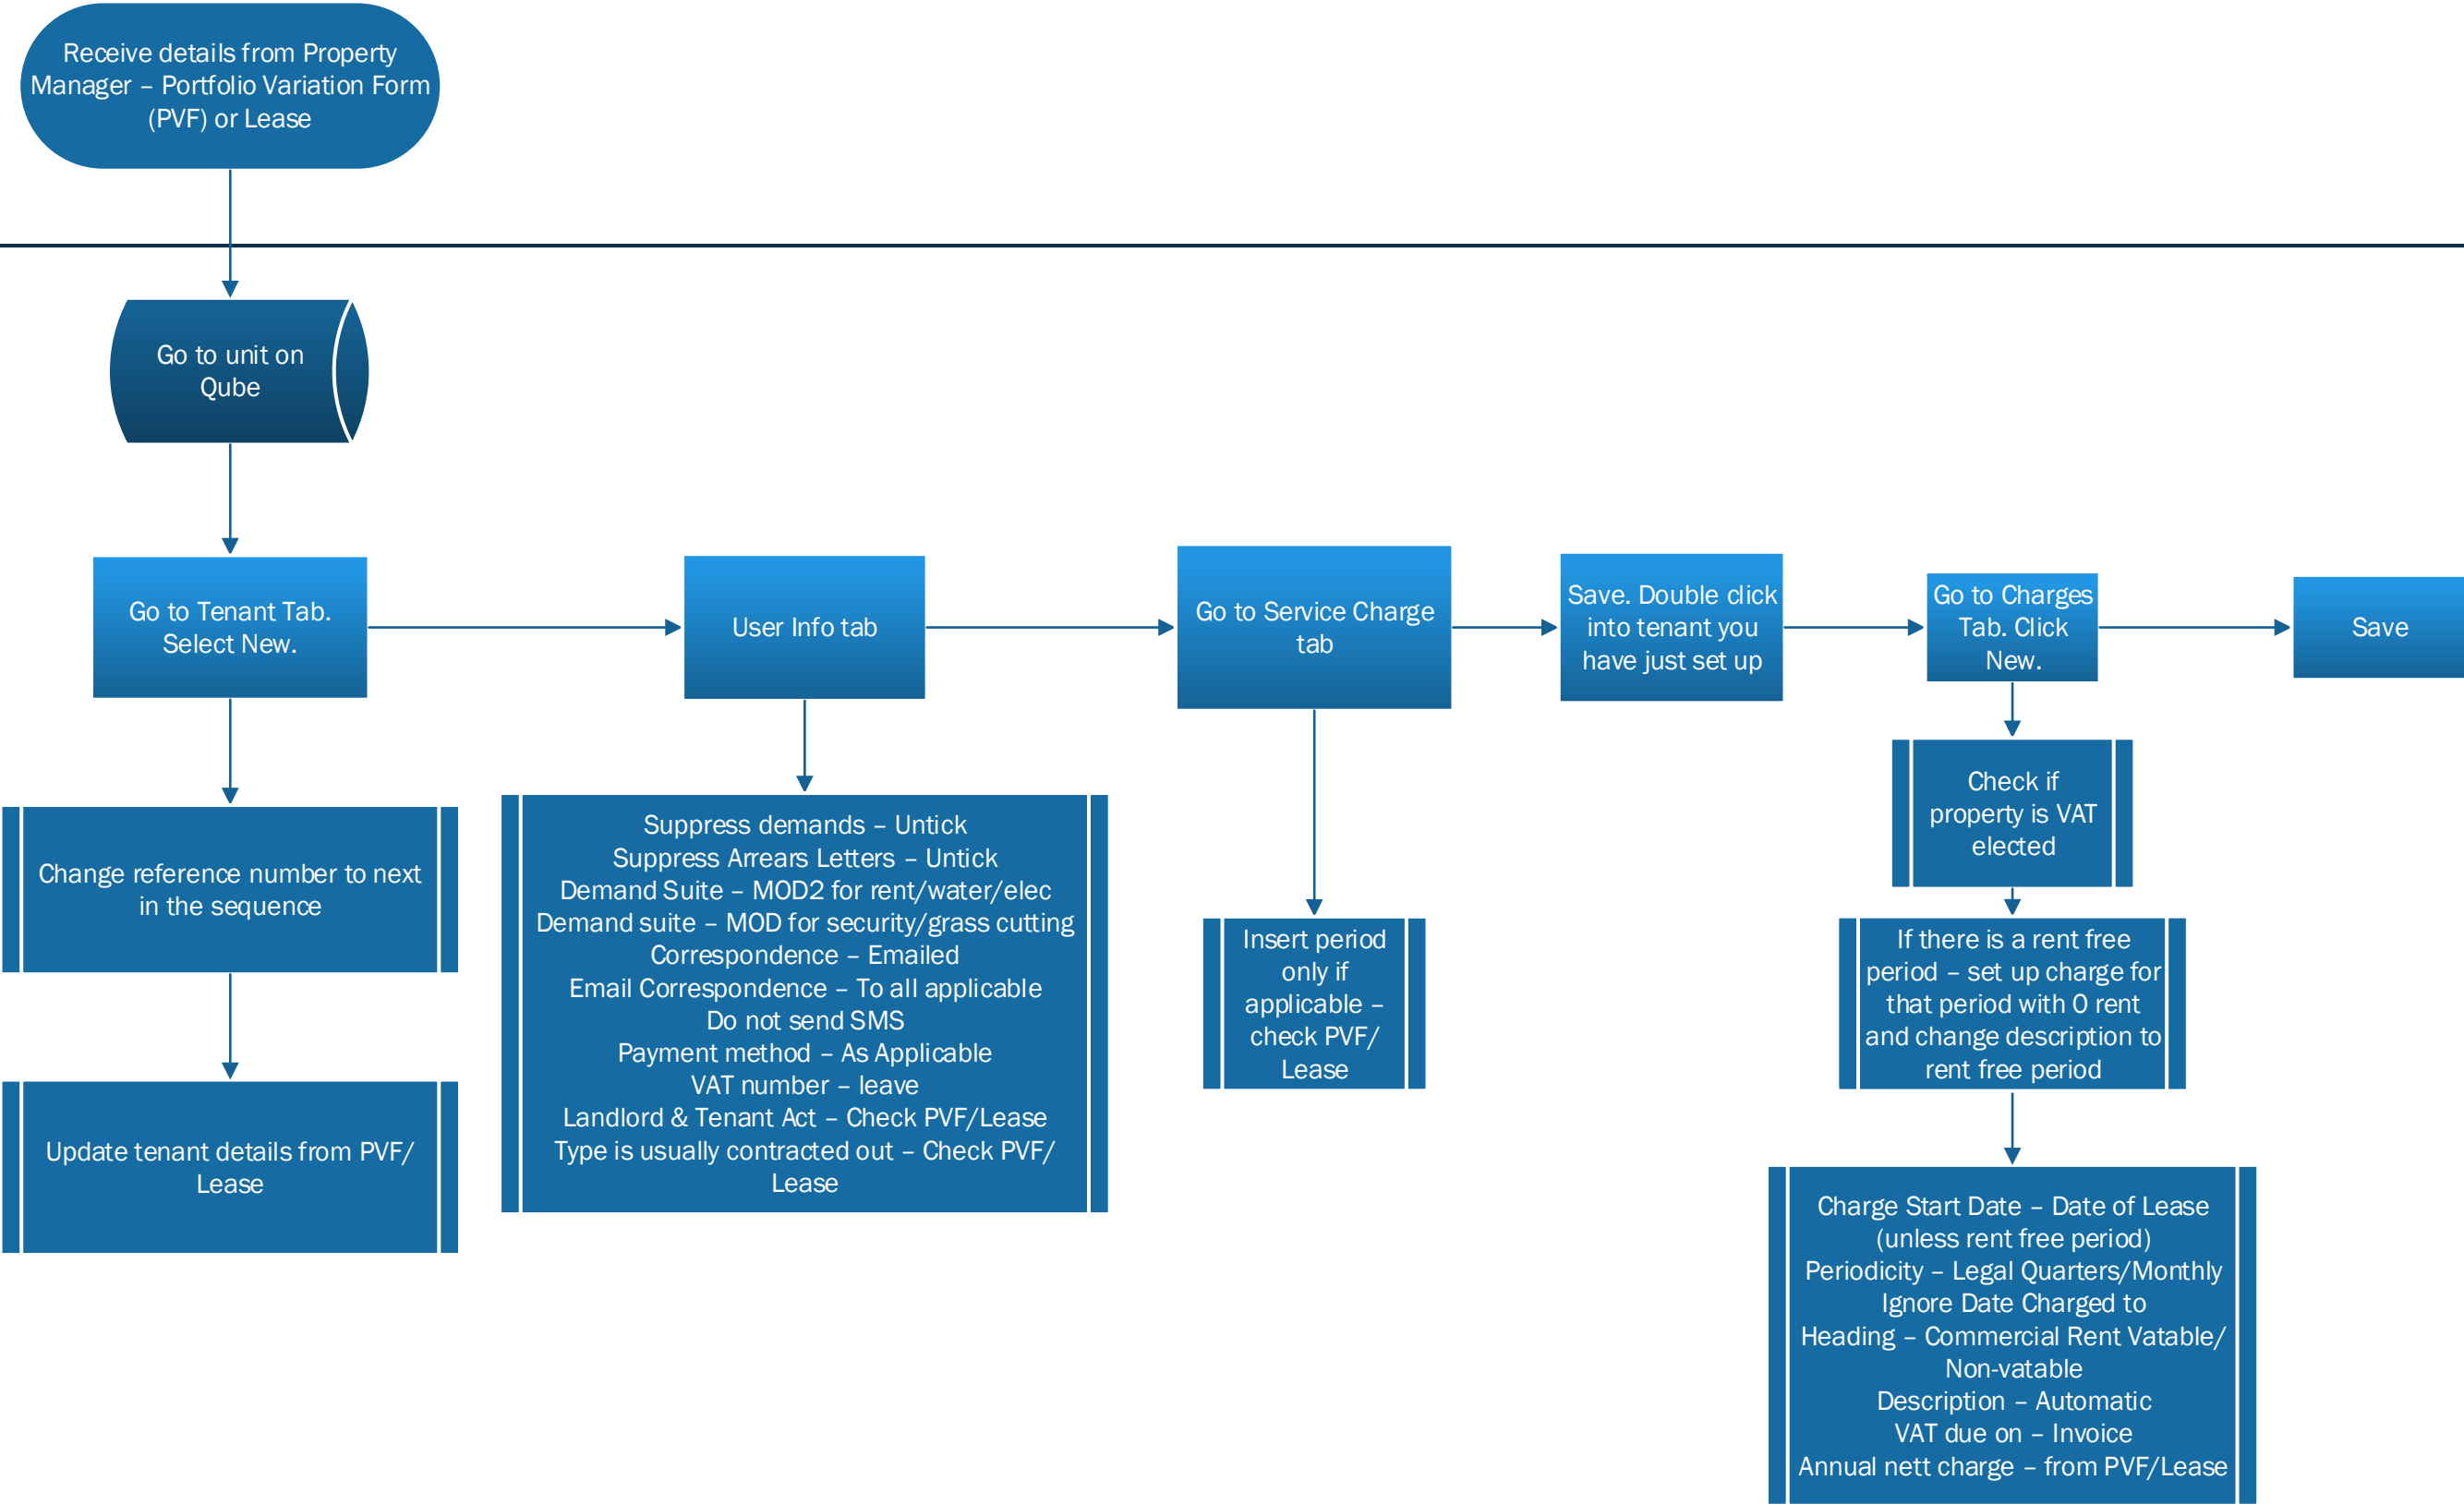 Receive details from Property
Manager – Portfolio Variation Form
(PVF) or Lease
Go to unit on
Qube
Go to Tenant Tab.
Select New.
User Info tab
Go to Service Charge
tab
Save. Double click
into tenant you
have just set up
Go to Charges
Tab. Click
New.
Save
Change reference number to next
in the sequence
Update tenant details from PVF/
Lease
Suppress demands – Untick
Suppress Arrears Letters – Untick
Demand Suite – MOD2 for rent/water/elec
Demand suite – MOD for security/grass cutting
Correspondence – Emailed
Email Correspondence – To all applicable
Do not send SMS
Payment method – As Applicable
VAT number – leave
Landlord & Tenant Act – Check PVF/Lease
Type is usually contracted out – Check PVF/
Lease
Insert period
only if
applicable –
check PVF/
Lease
Check if
property is VAT
elected
If there is a rent free
period – set up charge for
that period with 0 rent
and change description to
rent free period
Charge Start Date – Date of Lease
(unless rent free period)
Periodicity – Legal Quarters/Monthly
Ignore Date Charged to
Heading – Commercial Rent Vatable/
Non-vatable
Description – Automatic
VAT due on – Invoice
Annual nett charge – from PVF/Lease